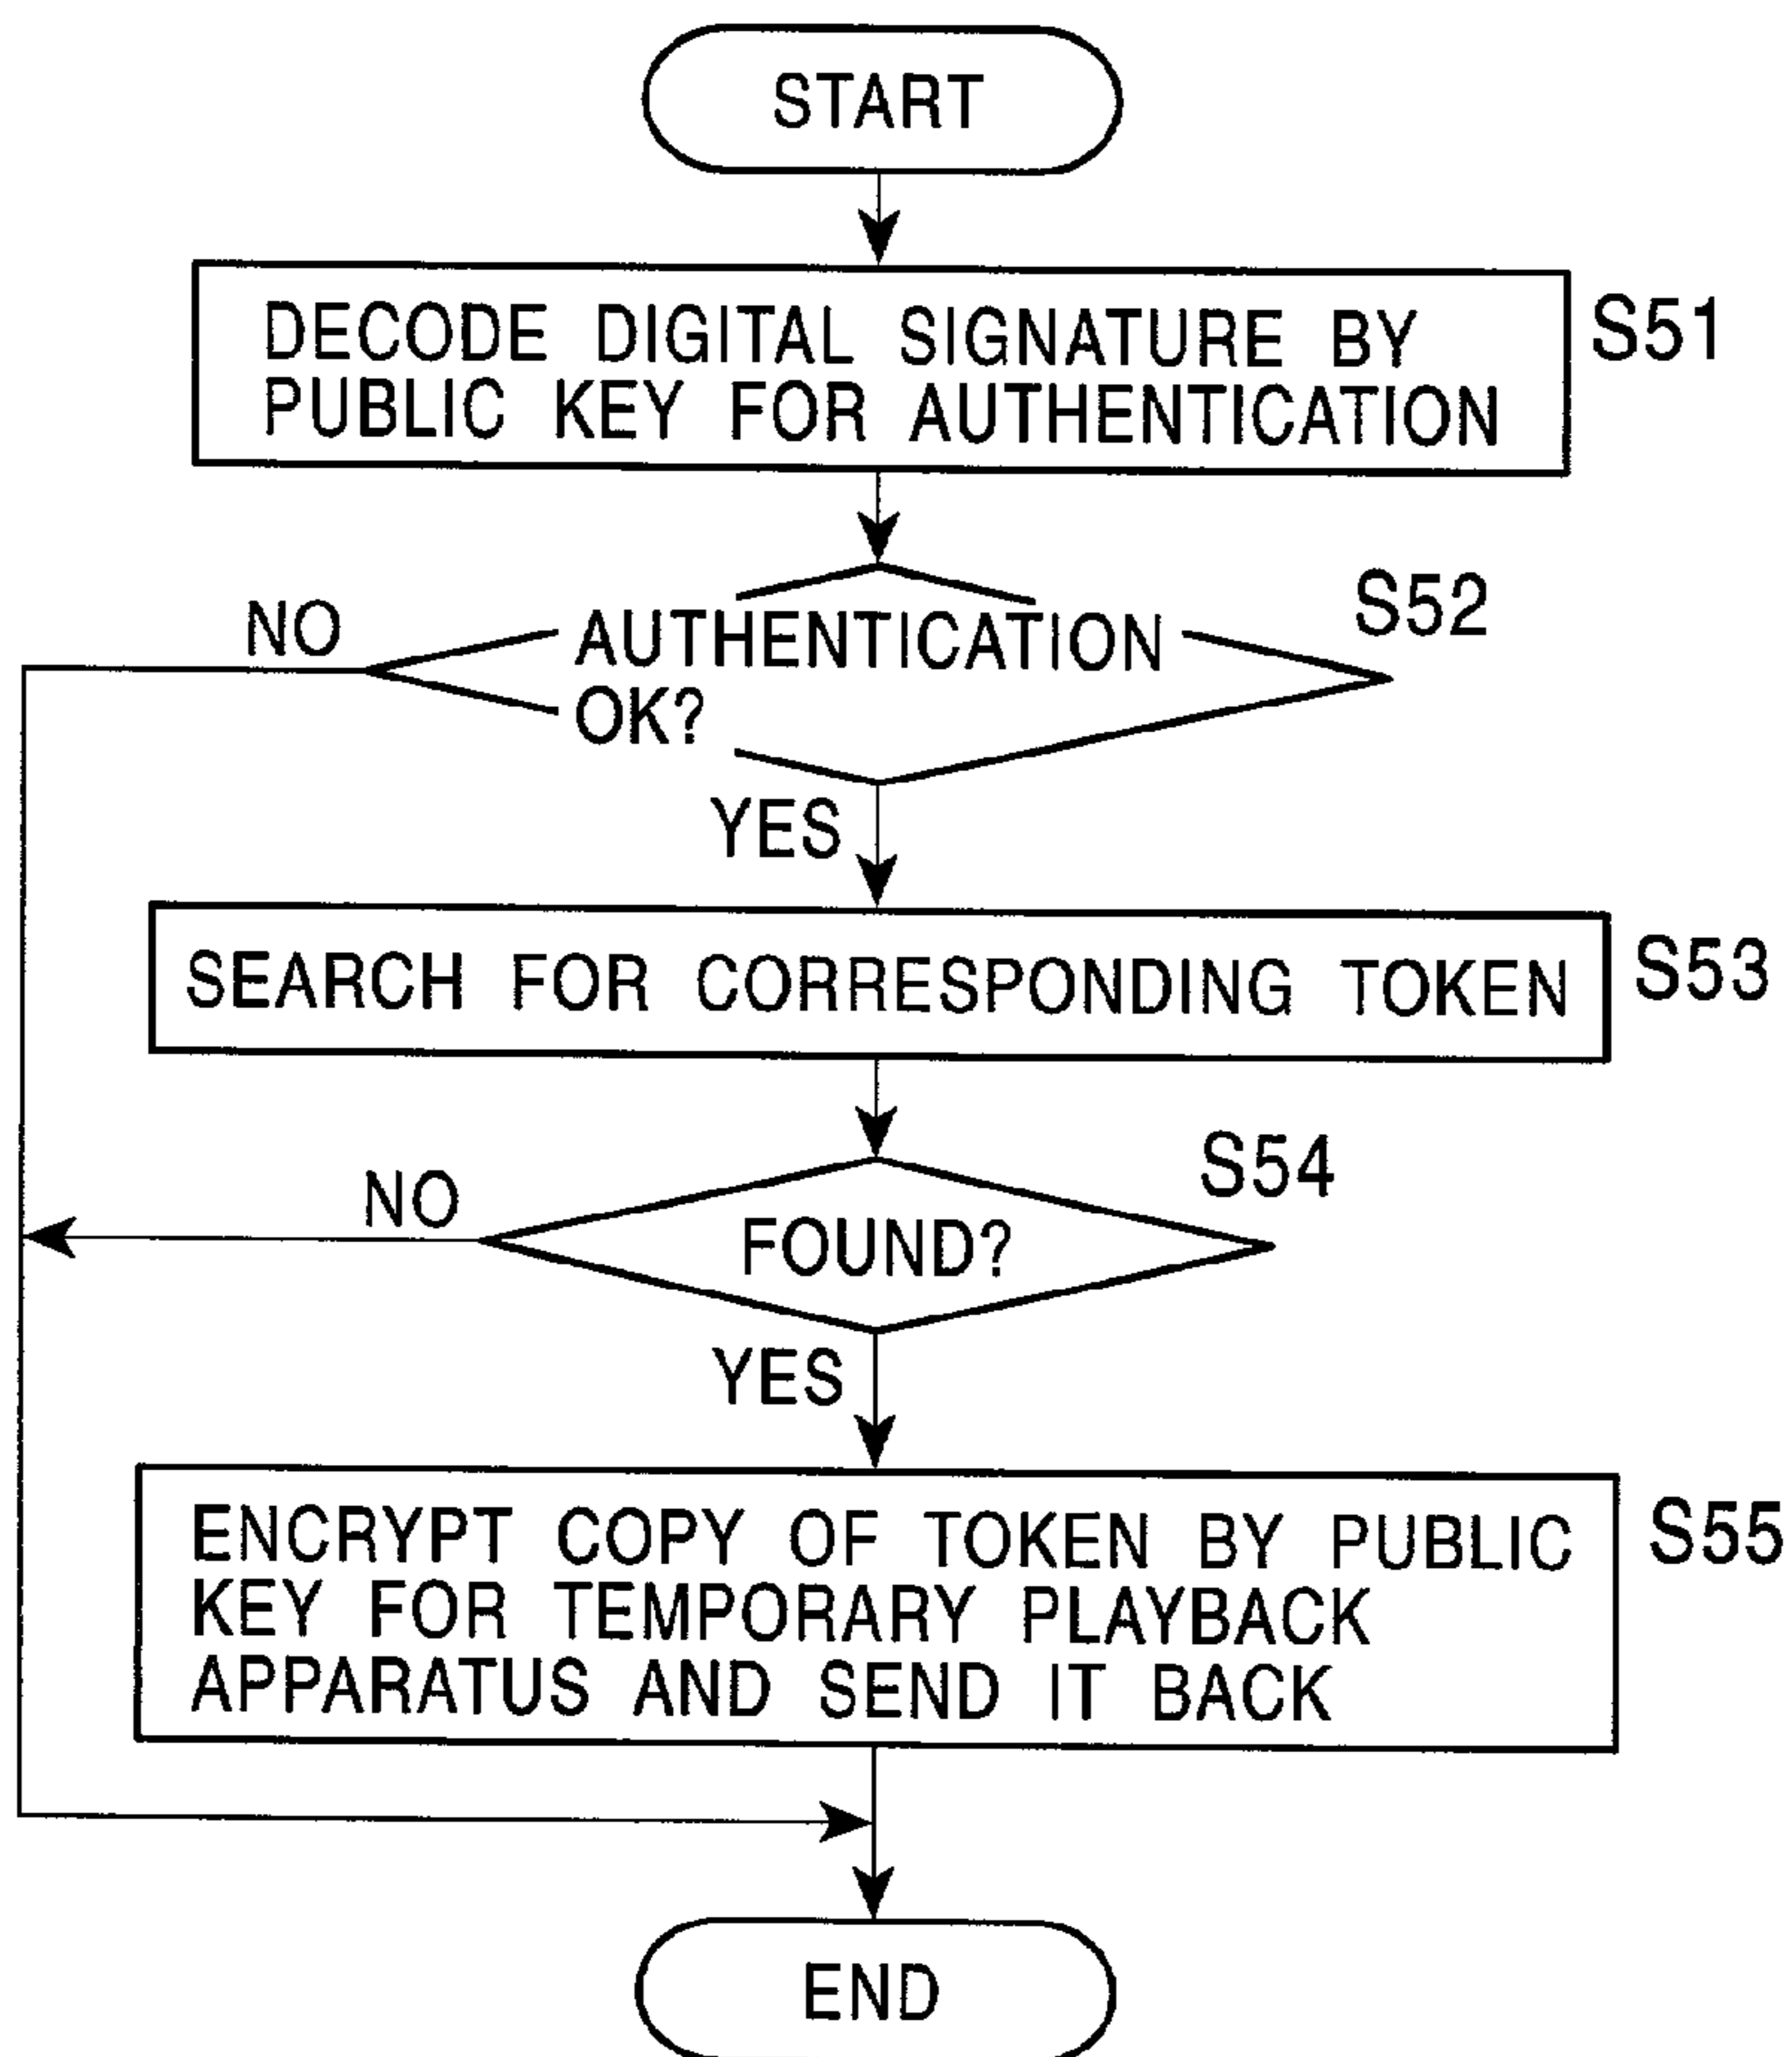 START
DECODE DIGITAL SIGNATURE BY
PUBLIC KEY FOR AUTHENTICATION
S51
S52
NO
AUTHENTICATION
OK?
YES
SEARCH FOR CORRESPONDING TOKEN
S53
S54
NO
FOUND?
YES
ENCRYPT COPY OF TOKEN BY PUBLIC
KEY FOR TEMPORARY PLAYBACK
APPARATUS AND SEND IT BACK
S55
END